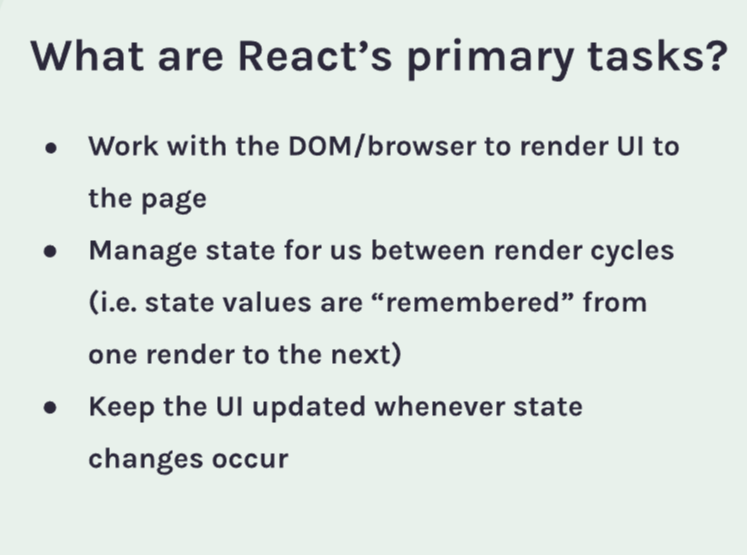 What are React’s primary tasks?
● Work with the DOM/browser to render UI to
the page
● Manage state for us between render cycles
(i.e. state values are “remembered” from
one render to the next)
● Keep the UI updated whenever state
changes occur